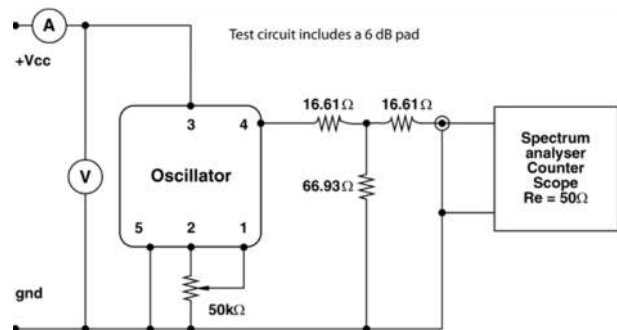 A
Test circuit includes a 6 dB pad
+Vcc
16.61Ω
16.61Ω
3
4
V
Oscillator
66.93Ω
Spectrum
analyser
Counter
Scope
Re = 50Ω
5
2
1
gnd
50kΩ